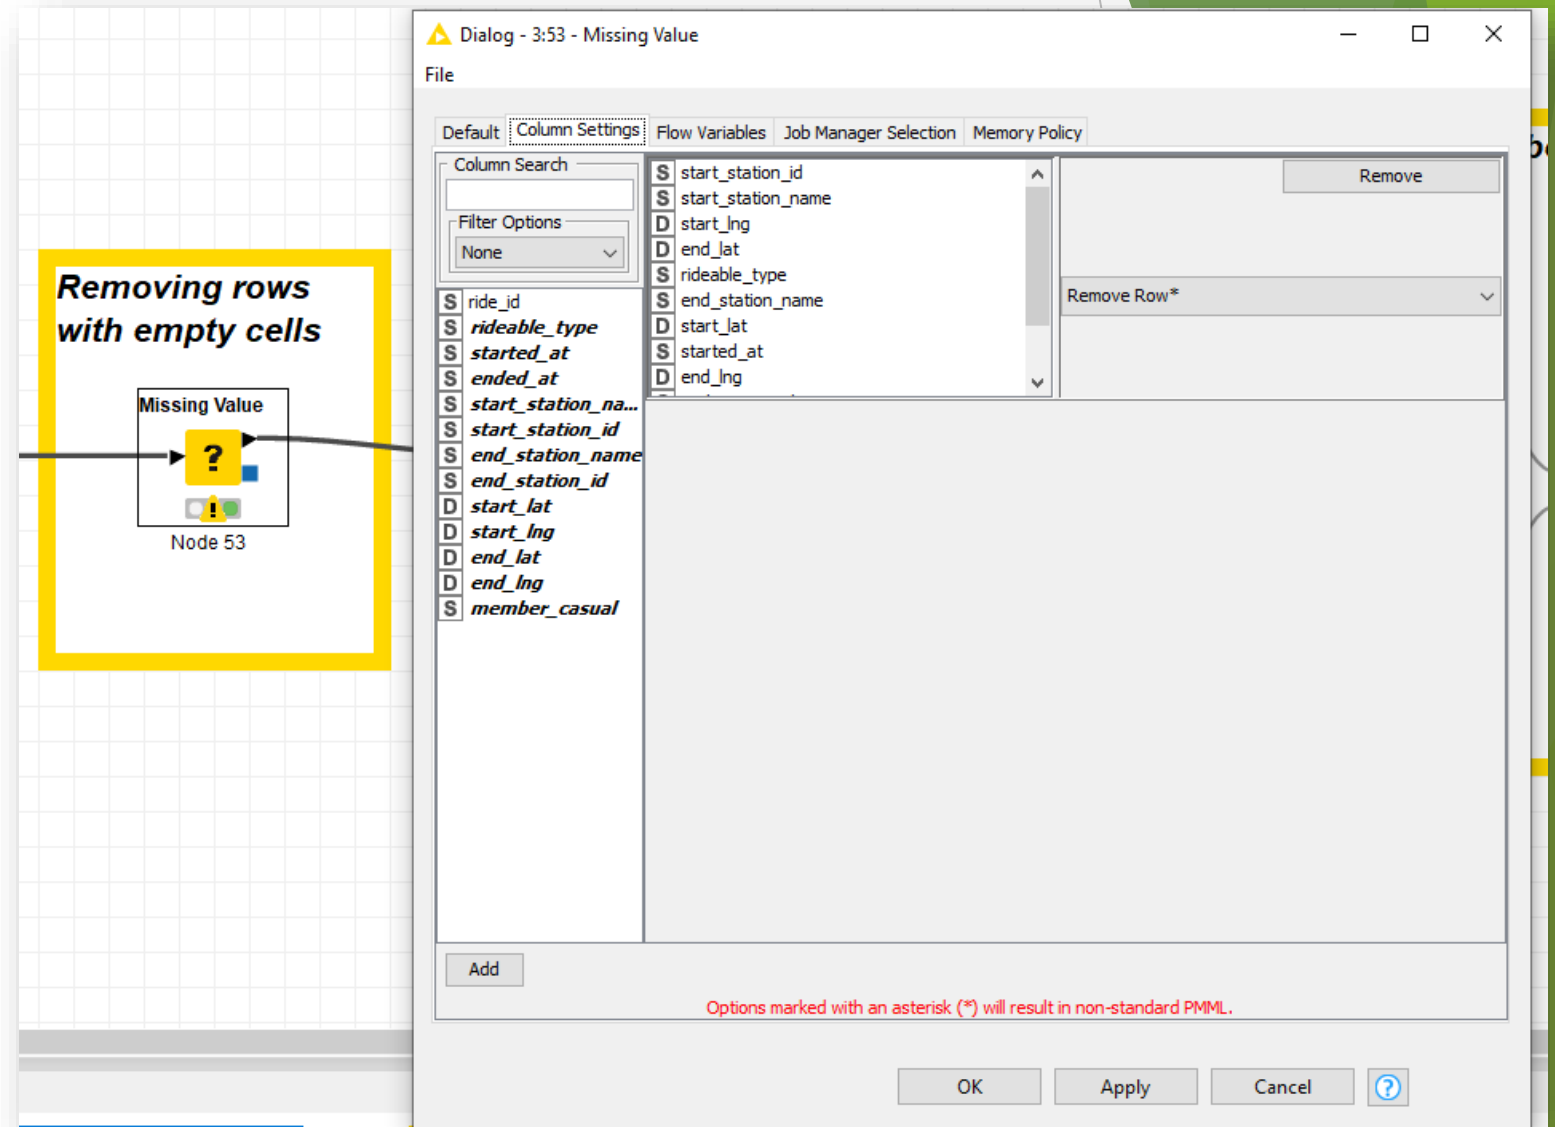 Removing rows
with empty cells
Missing Value
?
!
Node 53
Dialog - 3:53 - Missing Value
File
Default
Column Settings
Flow Variables
Job Manager Selection
Memory Policy
Column Search
Filter Options
None
S ride_id
S rideable_type
S started_at
S ended_at
S start_station_na...
S start_station_id
S end_station_name
S end_station_id
D start_lat
D start_lng
D end_lat
D end_lng
S member_casual
S start_station_id
S start_station_name
D start_lng
D end_lat
S rideable_type
S end_station_name
D start_lat
S started_at
D end_lng
Remove
Remove Row*
Add
Options marked with an asterisk (*) will result in non-standard PMML.
OK
Apply
Cancel
?